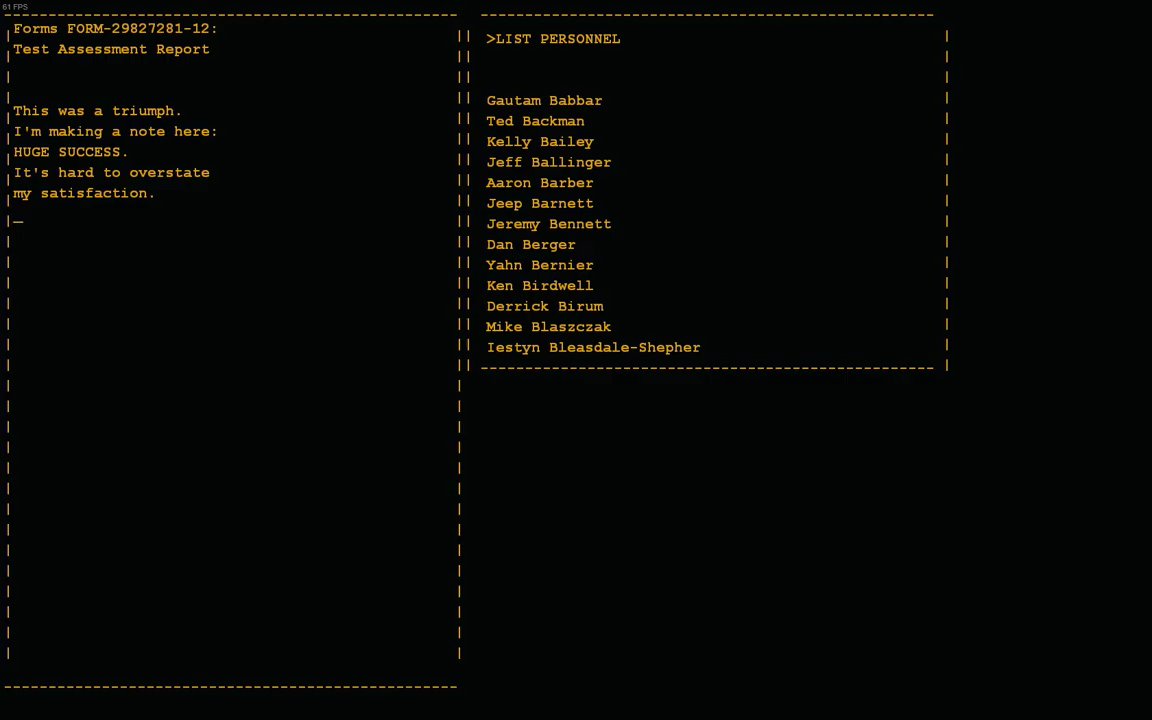 61 FPS
Forms FORM-29827281-12:
Test Assessment Report
This was a triumph.
I'm making a note here:
HUGE SUCCESS.
It's hard to overstate
my satisfaction.
>LIST PERSONNEL
Gautam Babbar
Ted Backman
Kelly Bailey
Jeff Ballinger
Aaron Barber
Jeep Barnett
Jeremy Bennett
Dan Berger
Yahn Bernier
Ken Birdwell
Derrick Birum
Mike Blaszczak
Iestyn Bleasdale-Shepher